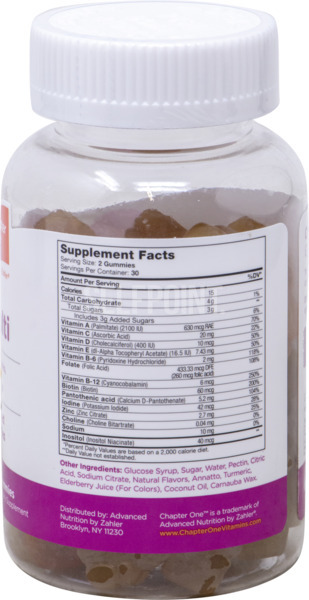 Supplement Facts
Serving Size: 2 Gummies
Servings Per Container: 30
Amount Per Serving %DV*
Calories 15 1%
Total Carbohydrate 4g
Total Sugars 3g
Includes 3g Added Sugars 6%
Vitamin A (Palmitate) (2100 IU) 630 mcg RAE 70%
Vitamin C (Ascorbic Acid) 20 mg 22%
Vitamin D (Cholecalciferol) (400 IU) 10 mcg 50%
Vitamin E (dl-Alpha Tocopheryl Acetate) (16.5 IU) 7.43 mg
Vitamin B-6 (Pyridoxine Hydrochloride) 2 mg 118%
Folate (Folic Acid) 433.33 mcg DFE
(260 mcg folic acid)
Vitamin B-12 (Cyanocobalamin) 6 mcg 250%
Biotin (Biotin) 60 mcg 200%
Pantothenic acid (Calcium D-Pantothenate) 5.2 mg 104%
Iodine (Potassium Iodide) 42 mcg 28%
Zinc (Zinc Citrate) 2.7 mg 25%
Choline (Choline Bitartrate) 0.04 mg 0%
Sodium 10 mg
Inositol (Inositol Niacinate) 40 mcg
*Percent Daily Values are based on a 2,000 calorie diet.
**Daily Value not established.
Other Ingredients: Glucose Syrup, Sugar, Water, Pectin, Citric
Acid, Sodium Citrate, Natural Flavors, Annatto, Turmeric,
Elderberry Juice (For Colors), Coconut Oil, Carnauba Wax.
Distributed by: Advanced
Nutrition by Zahler
Brooklyn, NY 11230
Chapter One™ is a trademark of
Advanced Nutrition by Zahler®.
www.ChapterOneVitamins.com